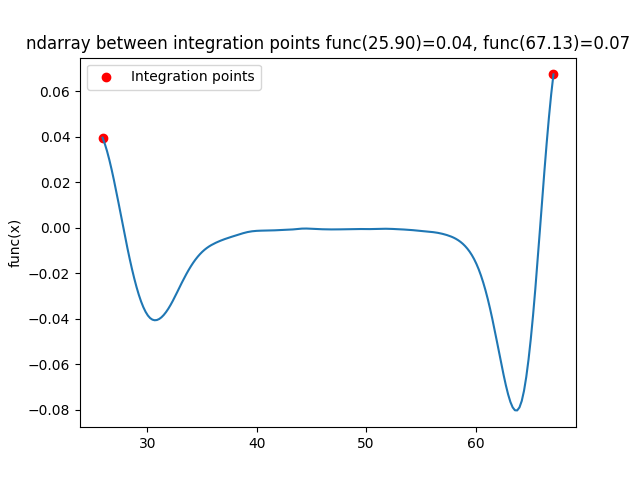 ndarray between integration points func(25.90)=0.04, func(67.13)=0.07
Integration points
0.06
0.04
0.02
0.00
−0.02
−0.04
−0.06
−0.08
func(x)
30 40 50 60